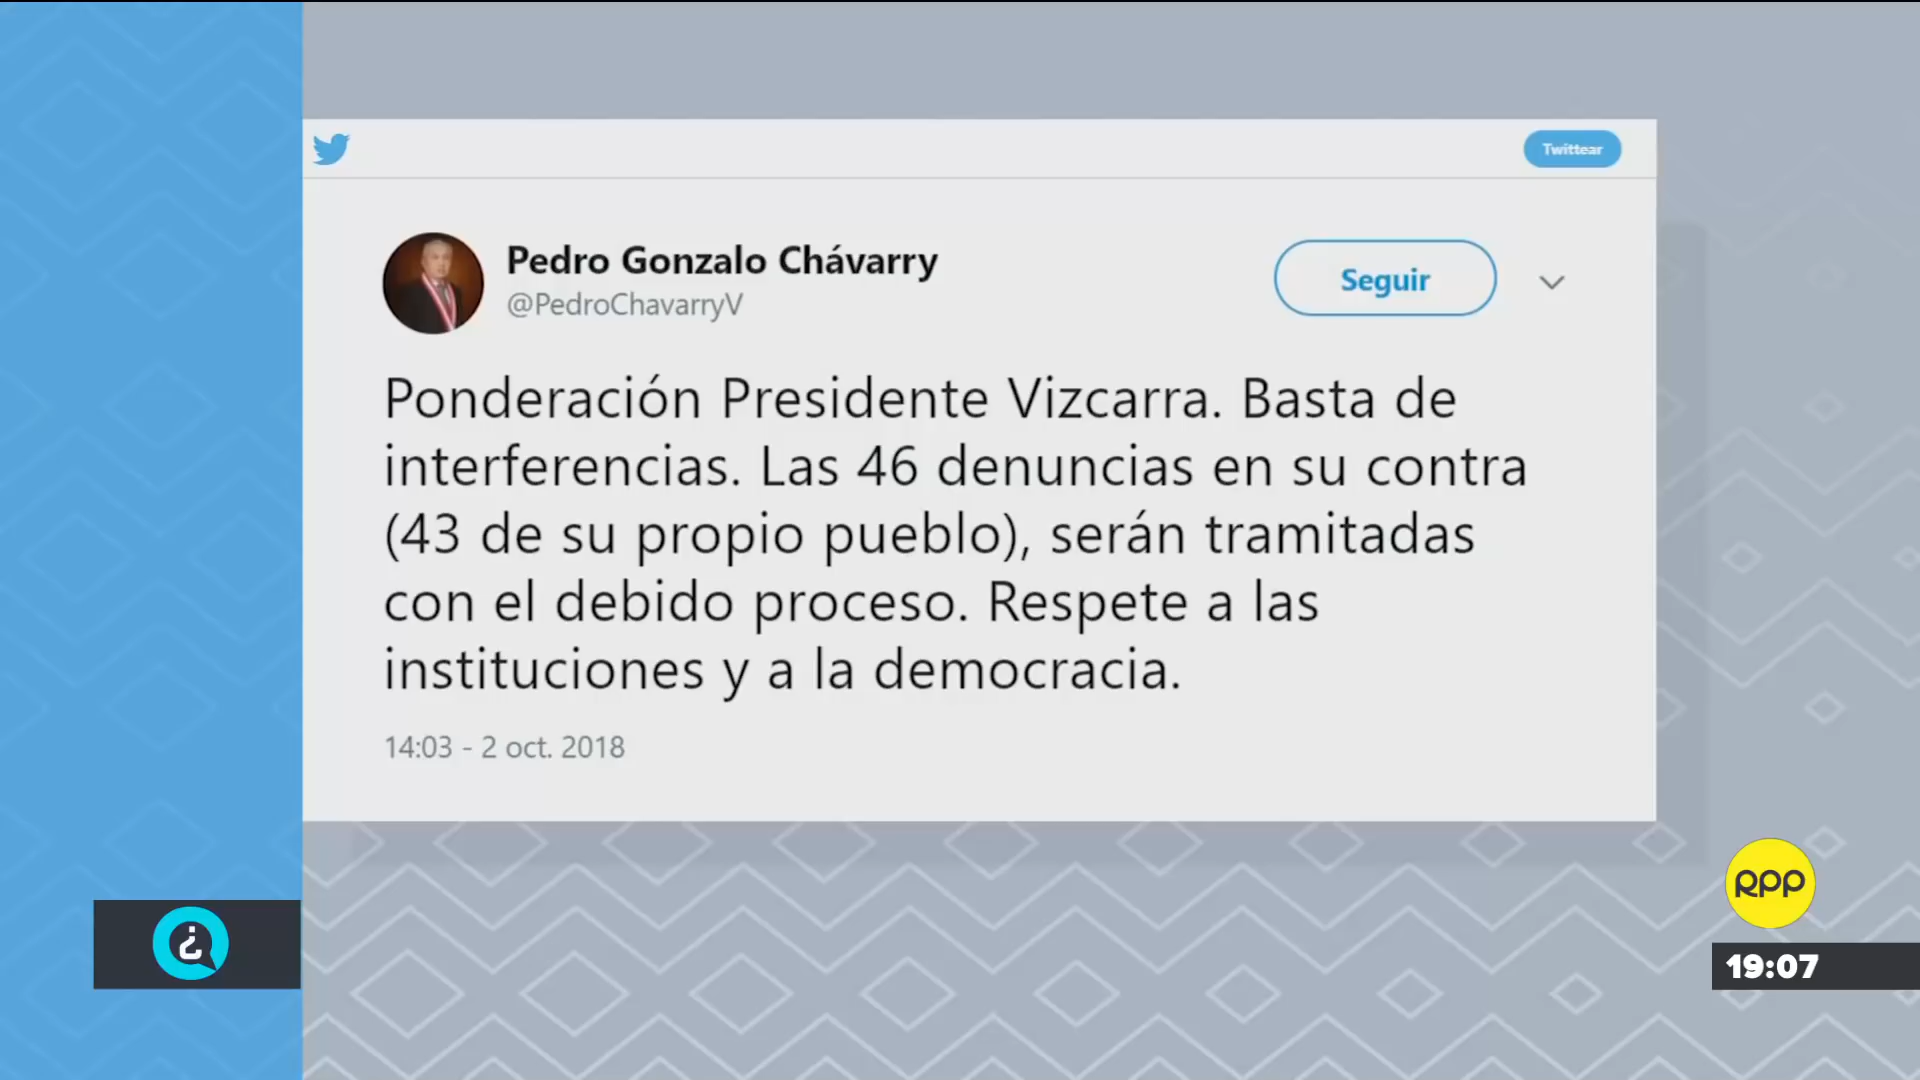 Twittear
Pedro Gonzalo Chávarry
@PedroChavarryV
Seguir
Ponderación Presidente Vizcarra. Basta de
interferencias. Las 46 denuncias en su contra
(43 de su propio pueblo), serán tramitadas
con el debido proceso. Respete a las
instituciones y a la democracia.
14:03 - 2 oct. 2018
¿
RPP
19:07